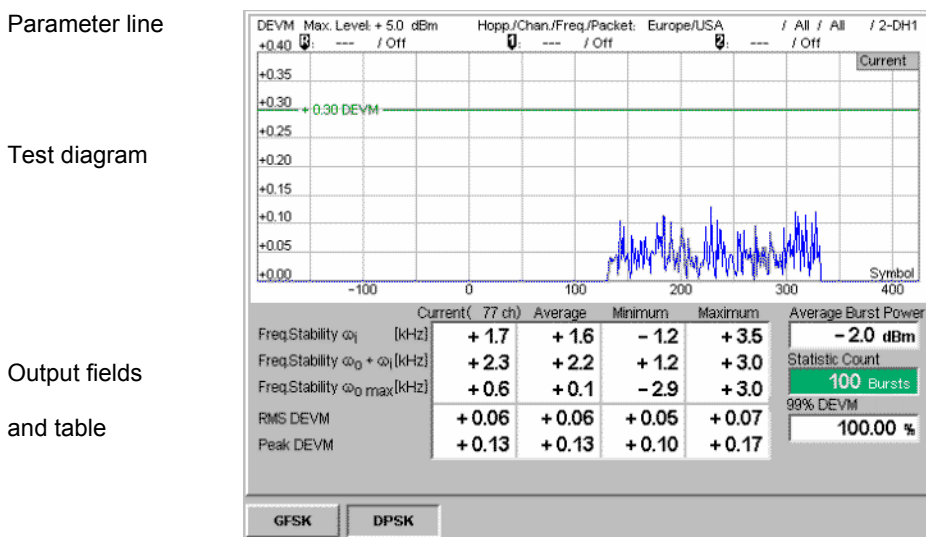 Parameter line
DEVM Max. Level: + 5.0 dBm Hopp./Chan./Freq./Packet: Europe/USA / All / All / 2-DH1
R: --- / Off 1: --- / Off 2: --- / Off
+0.40
Current
+0.35
+0.30
+ 0.30 DEVM
+0.25
Test diagram
+0.20
+0.15
+0.10
+0.05
+0.00
Symbol
-100 0 100 200 300 400
Current( 77 ch) Average Minimum Maximum Average Burst Power
Freq.Stability ωi [kHz] + 1.7 + 1.6 - 1.2 + 3.5 - 2.0 dBm
Freq.Stability ω0 + ωi[kHz] + 2.3 + 2.2 + 1.2 + 3.0 Statistic Count
Output fields
Freq.Stability ω0 max[kHz] + 0.6 + 0.1 - 2.9 + 3.0 100 Bursts
99% DEVM
and table
RMS DEVM + 0.06 + 0.06 + 0.05 + 0.07 100.00 %
Peak DEVM + 0.13 + 0.13 + 0.10 + 0.17
GFSK DPSK